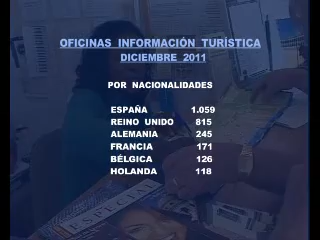 OFICINAS INFORMACIÓN TURÍSTICA
DICIEMBRE 2011
POR NACIONALIDADES
ESPAÑA 1.059
REINO UNIDO 815
ALEMANIA 245
FRANCIA 171
BÉLGICA 126
HOLANDA 118
ESPECIAL